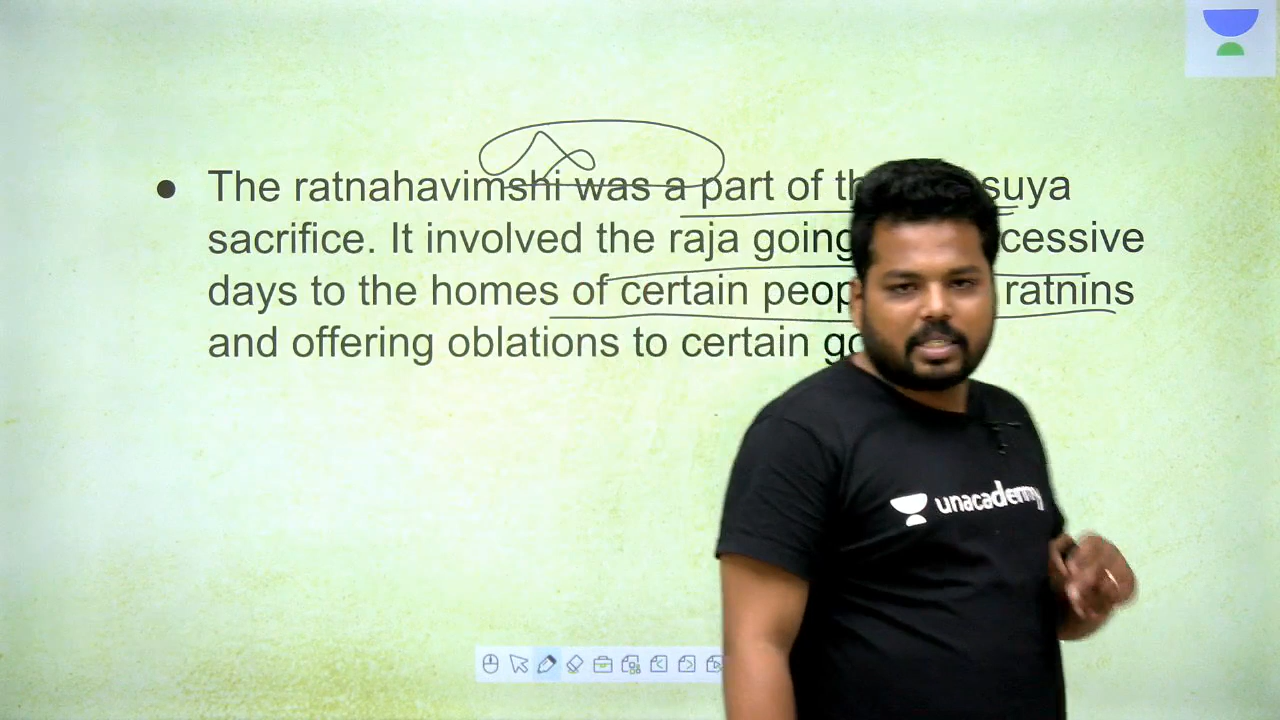 ● The ratnahavimshi was a part of th suya
sacrifice. It involved the raja going cessive
days to the homes of certain peop ratnins
and offering oblations to certain go
unacademy